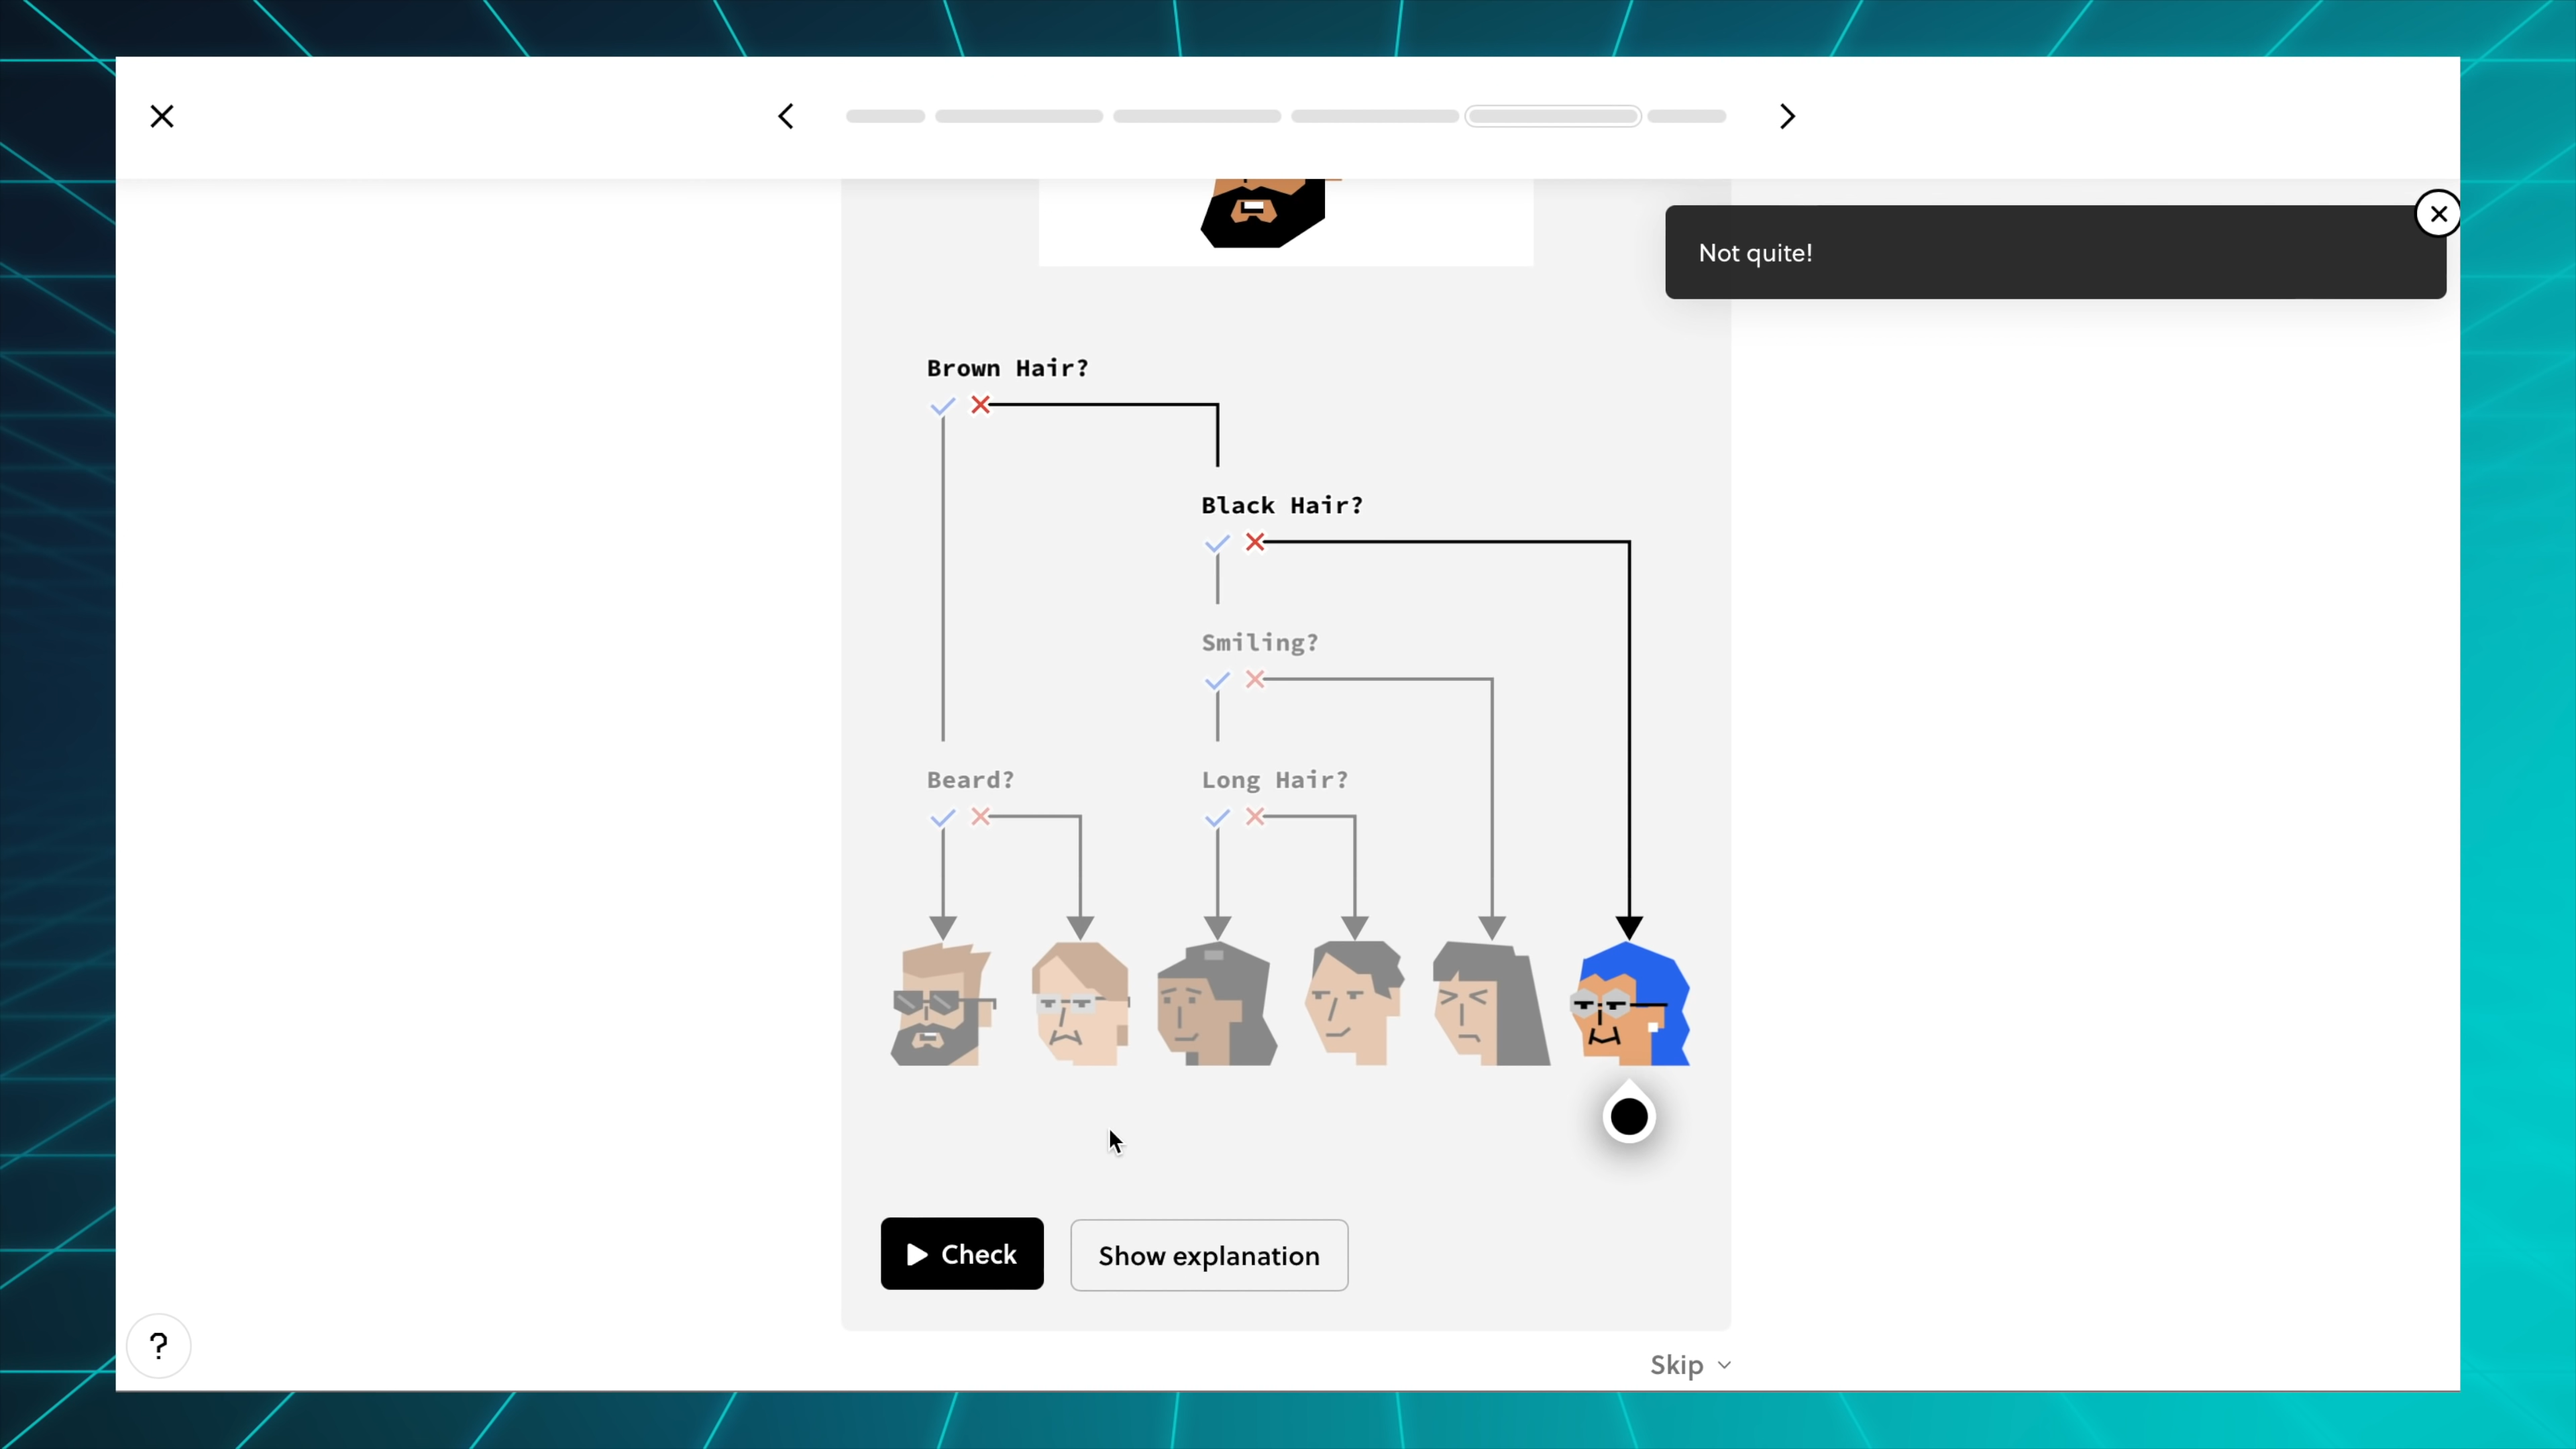 Not quite!
Brown Hair?
Black Hair?
Smiling?
Beard?
Long Hair?
Check
Show explanation
?
Skip